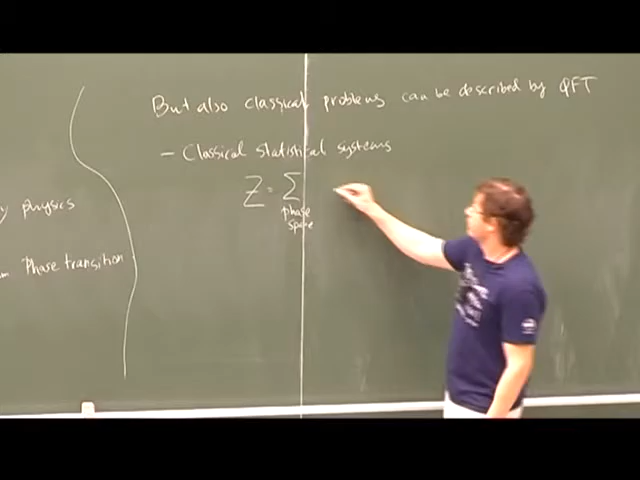 physics
Phase transition
But also classical problems can be described by QFT
- Classical statistical systems
Z = Σ
phase
space